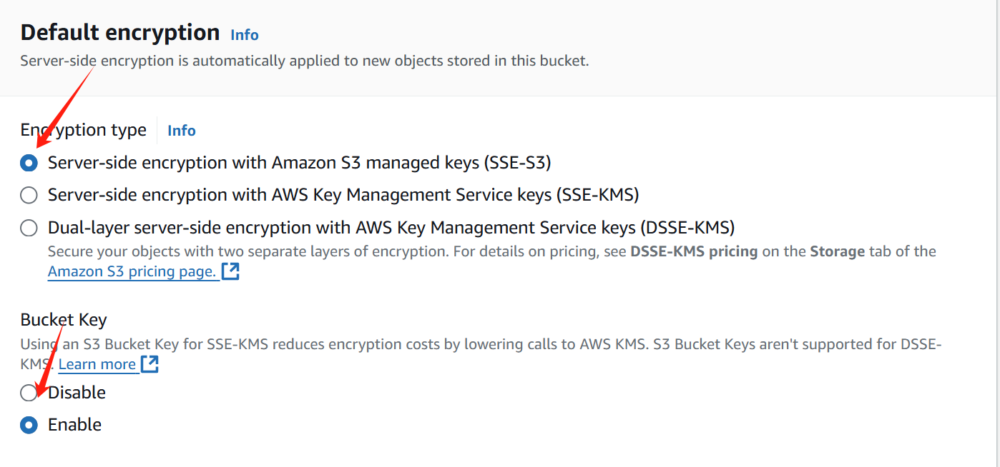 Default encryption Info
Server-side encryption is automatically applied to new objects stored in this bucket.
Encryption type Info
Server-side encryption with Amazon S3 managed keys (SSE-S3)
Server-side encryption with AWS Key Management Service keys (SSE-KMS)
Dual-layer server-side encryption with AWS Key Management Service keys (DSSE-KMS)
Secure your objects with two separate layers of encryption. For details on pricing, see DSSE-KMS pricing on the Storage tab of the
Amazon S3 pricing page.
Bucket Key
Using an S3 Bucket Key for SSE-KMS reduces encryption costs by lowering calls to AWS KMS. S3 Bucket Keys aren't supported for DSSE-
KMS. Learn more
Disable
Enable